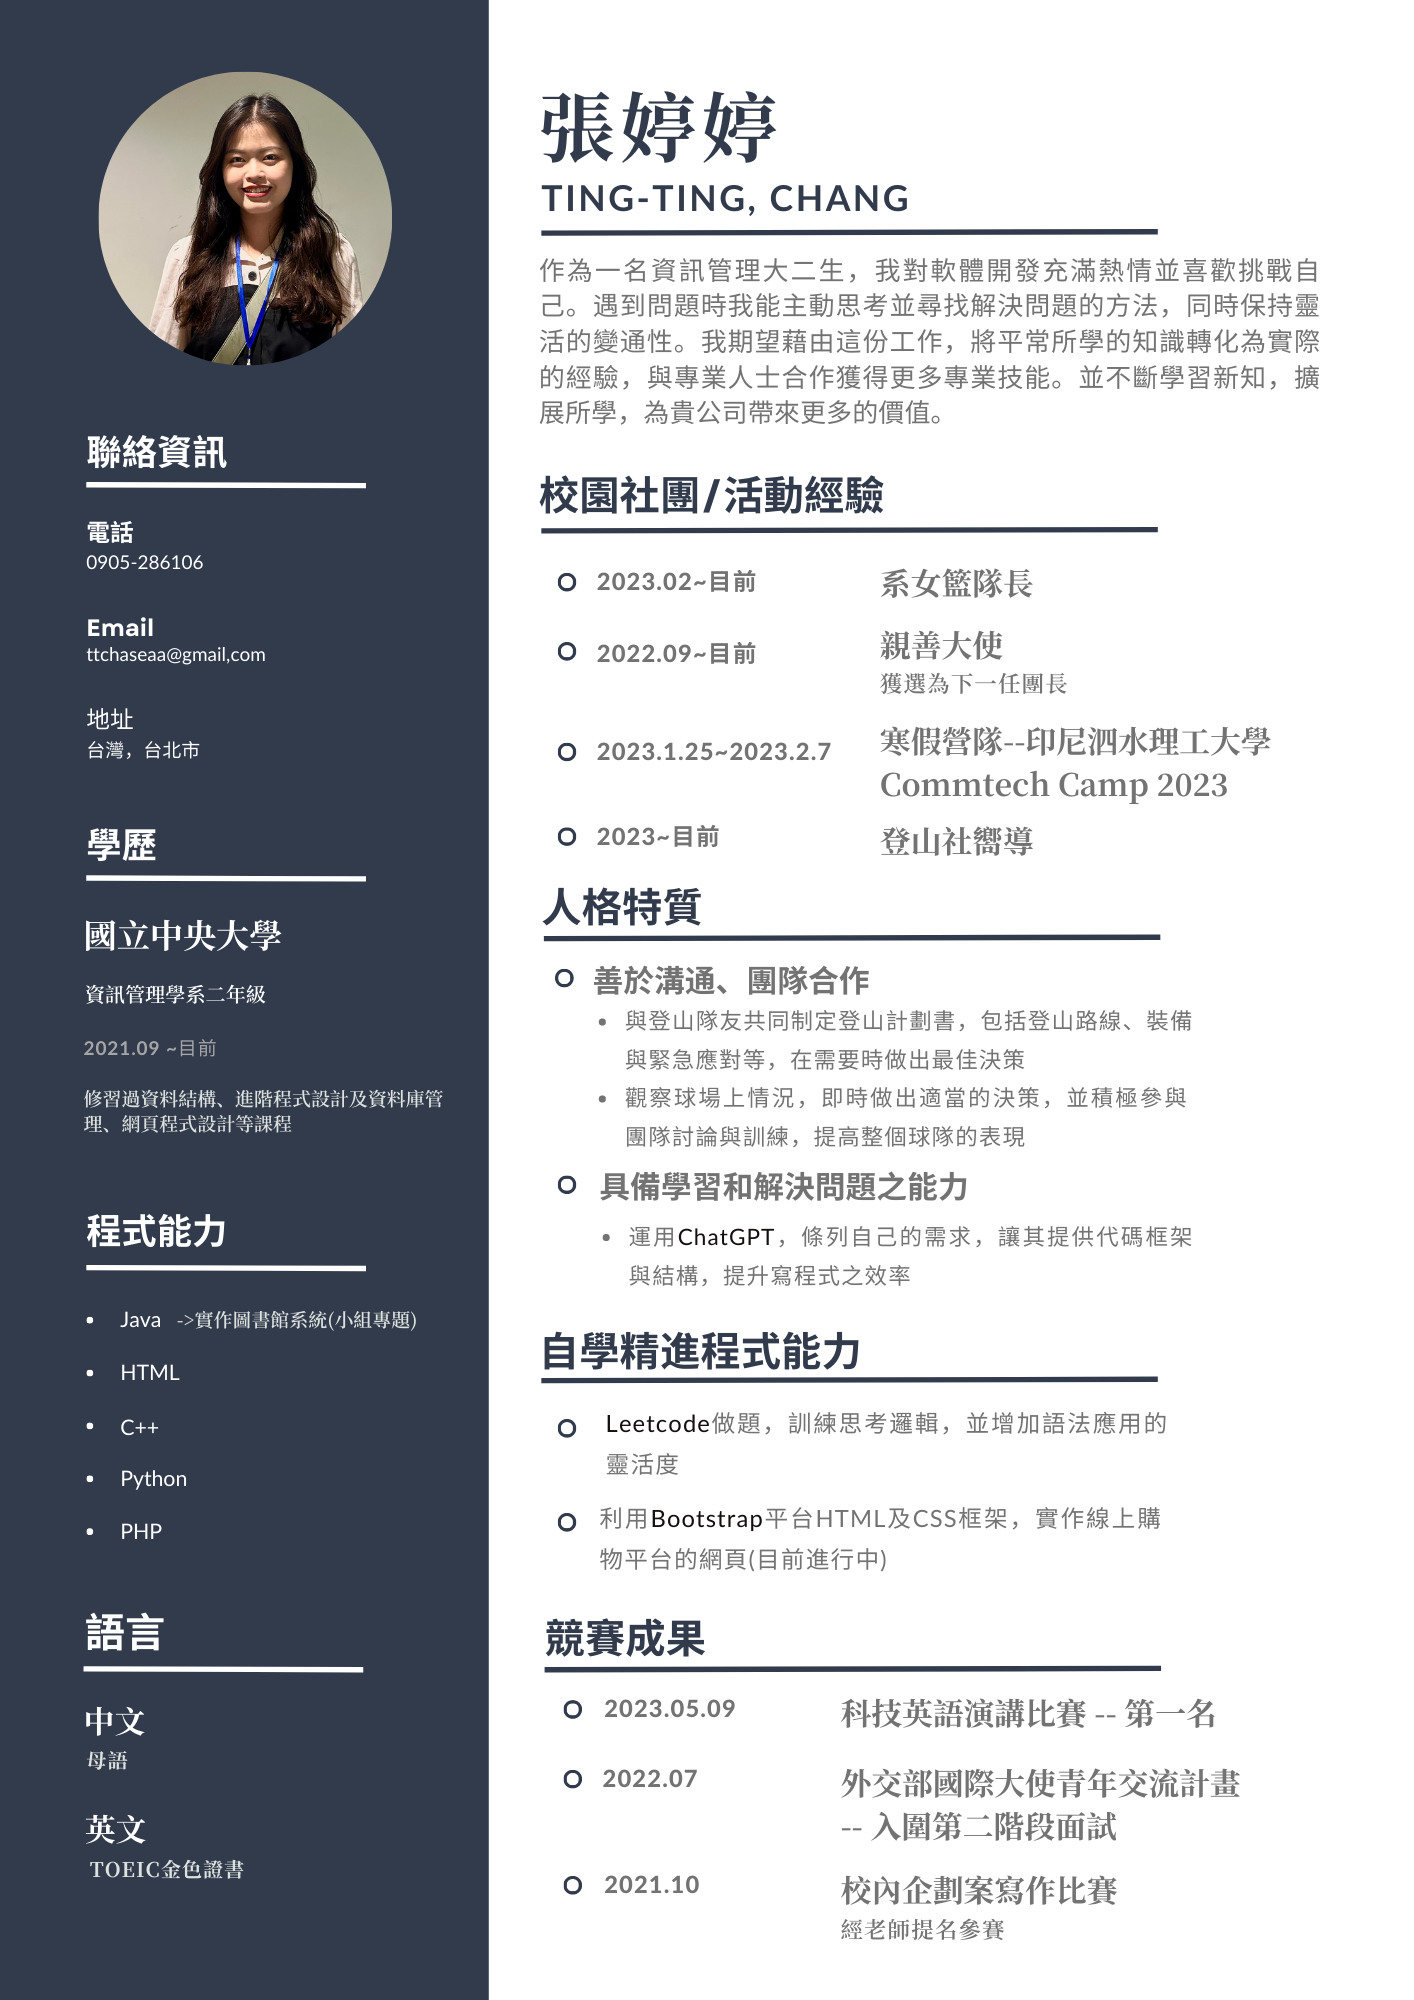 聯絡資訊
電話
0905-286106
Email
ttchaseaa@gmail,com
地址
台灣，台北市
學歷
國立中央大學
資訊管理學系二年級
2021.09 ~目前
修習過資料結構、進階程式設計及資料庫管
理、網頁程式設計等課程
程式能力
• Java ->實作圖書館系統(小組專題)
• HTML
• C++
• Python
• PHP
語言
中文
母語
英文
TOEIC金色證書
張婷婷
TING-TING, CHANG
作為一名資訊管理大二生，我對軟體開發充滿熱情並喜歡挑戰自
己。遇到問題時我能主動思考並尋找解決問題的方法，同時保持靈
活的變通性。我期望藉由這份工作，將平常所學的知識轉化為實際
的經驗，與專業人士合作獲得更多專業技能。並不斷學習新知，擴
展所學，為貴公司帶來更多的價值。
校園社團/活動經驗
2023.02~目前 系女籃隊長
2022.09~目前 親善大使
獲選為下一任團長
2023.1.25~2023.2.7 寒假營隊--印尼泗水理工大學
Commtech Camp 2023
2023~目前 登山社嚮導
人格特質
善於溝通、團隊合作
• 與登山隊友共同制定登山計劃書，包括登山路線、裝備
與緊急應對等，在需要時做出最佳決策
• 觀察球場上情況，即時做出適當的決策，並積極參與
團隊討論與訓練，提高整個球隊的表現
具備學習和解決問題之能力
• 運用ChatGPT，條列自己的需求，讓其提供代碼框架
與結構，提升寫程式之效率
自學精進程式能力
Leetcode做題，訓練思考邏輯，並增加語法應用的
靈活度
利用Bootstrap平台HTML及CSS框架，實作線上購
物平台的網頁(目前進行中)
競賽成果
2023.05.09 科技英語演講比賽 -- 第一名
2022.07 外交部國際大使青年交流計畫
-- 入圍第二階段面試
2021.10 校內企劃案寫作比賽
經老師提名參賽